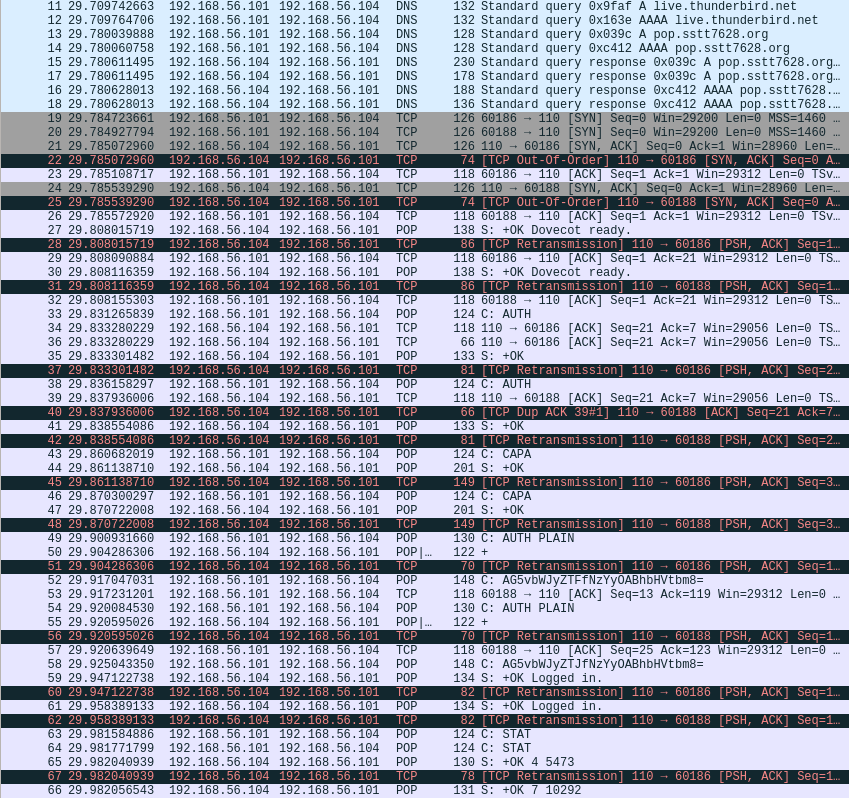 11 29.709742663 192.168.56.101 192.168.56.104 DNS 132 Standard query 0x9faf A live.thunderbird.net
12 29.709764706 192.168.56.101 192.168.56.104 DNS 132 Standard query 0x163e AAAA live.thunderbird.net
13 29.780039888 192.168.56.101 192.168.56.104 DNS 128 Standard query 0x039c A pop.sstt7628.org
14 29.780060758 192.168.56.101 192.168.56.104 DNS 128 Standard query 0xc412 AAAA pop.sstt7628.org
15 29.780611495 192.168.56.104 192.168.56.101 DNS 230 Standard query response 0x039c A pop.sstt7628.org…
17 29.780611495 192.168.56.104 192.168.56.101 DNS 178 Standard query response 0x039c A pop.sstt7628.org…
16 29.780628013 192.168.56.104 192.168.56.101 DNS 188 Standard query response 0xc412 AAAA pop.sstt7628.…
18 29.780628013 192.168.56.104 192.168.56.101 DNS 136 Standard query response 0xc412 AAAA pop.sstt7628.…
19 29.784723661 192.168.56.101 192.168.56.104 TCP 126 60186 → 110 [SYN] Seq=0 Win=29200 Len=0 MSS=1460 …
20 29.784927794 192.168.56.101 192.168.56.104 TCP 126 60188 → 110 [SYN] Seq=0 Win=29200 Len=0 MSS=1460 …
21 29.785072960 192.168.56.104 192.168.56.101 TCP 126 110 → 60186 [SYN, ACK] Seq=0 Ack=1 Win=28960 Len=…
22 29.785072960 192.168.56.104 192.168.56.101 TCP 74 [TCP Out-Of-Order] 110 → 60186 [SYN, ACK] Seq=0 A…
23 29.785108717 192.168.56.101 192.168.56.104 TCP 118 60186 → 110 [ACK] Seq=1 Ack=1 Win=29312 Len=0 TSv…
24 29.785539290 192.168.56.104 192.168.56.101 TCP 126 110 → 60188 [SYN, ACK] Seq=0 Ack=1 Win=28960 Len=…
25 29.785539290 192.168.56.104 192.168.56.101 TCP 74 [TCP Out-Of-Order] 110 → 60188 [SYN, ACK] Seq=0 A…
26 29.785572920 192.168.56.101 192.168.56.104 TCP 118 60188 → 110 [ACK] Seq=1 Ack=1 Win=29312 Len=0 TSv…
27 29.808015719 192.168.56.104 192.168.56.101 POP 138 S: +OK Dovecot ready.
28 29.808015719 192.168.56.104 192.168.56.101 TCP 86 [TCP Retransmission] 110 → 60186 [PSH, ACK] Seq=1…
29 29.808090884 192.168.56.101 192.168.56.104 TCP 118 60186 → 110 [ACK] Seq=1 Ack=21 Win=29312 Len=0 TS…
30 29.808116359 192.168.56.104 192.168.56.101 POP 138 S: +OK Dovecot ready.
31 29.808116359 192.168.56.104 192.168.56.101 TCP 86 [TCP Retransmission] 110 → 60188 [PSH, ACK] Seq=1…
32 29.808155303 192.168.56.101 192.168.56.104 TCP 118 60188 → 110 [ACK] Seq=1 Ack=21 Win=29312 Len=0 TS…
33 29.831265839 192.168.56.101 192.168.56.104 POP 124 C: AUTH
34 29.833280229 192.168.56.104 192.168.56.101 TCP 118 110 → 60186 [ACK] Seq=21 Ack=7 Win=29056 Len=0 TS…
36 29.833280229 192.168.56.104 192.168.56.101 TCP 66 110 → 60186 [ACK] Seq=21 Ack=7 Win=29056 Len=0 TS…
35 29.833301482 192.168.56.104 192.168.56.101 POP 133 S: +OK
37 29.833301482 192.168.56.104 192.168.56.101 TCP 81 [TCP Retransmission] 110 → 60186 [PSH, ACK] Seq=2…
38 29.836158297 192.168.56.101 192.168.56.104 POP 124 C: AUTH
39 29.837936006 192.168.56.104 192.168.56.101 TCP 118 110 → 60188 [ACK] Seq=21 Ack=7 Win=29056 Len=0 TS…
40 29.837936006 192.168.56.104 192.168.56.101 TCP 66 [TCP Dup ACK 39#1] 110 → 60188 [ACK] Seq=21 Ack=7…
41 29.838554086 192.168.56.104 192.168.56.101 POP 133 S: +OK
42 29.838554086 192.168.56.104 192.168.56.101 TCP 81 [TCP Retransmission] 110 → 60188 [PSH, ACK] Seq=2…
43 29.860682019 192.168.56.101 192.168.56.104 POP 124 C: CAPA
44 29.861138710 192.168.56.104 192.168.56.101 POP 201 S: +OK
45 29.861138710 192.168.56.104 192.168.56.101 TCP 149 [TCP Retransmission] 110 → 60186 [PSH, ACK] Seq=3…
46 29.870300297 192.168.56.101 192.168.56.104 POP 124 C: CAPA
47 29.870722008 192.168.56.104 192.168.56.101 POP 201 S: +OK
48 29.870722008 192.168.56.104 192.168.56.101 TCP 149 [TCP Retransmission] 110 → 60188 [PSH, ACK] Seq=3…
49 29.900931660 192.168.56.101 192.168.56.104 POP 130 C: AUTH PLAIN
50 29.904286306 192.168.56.104 192.168.56.101 POP|… 122 +
51 29.904286306 192.168.56.104 192.168.56.101 TCP 70 [TCP Retransmission] 110 → 60186 [PSH, ACK] Seq=1…
52 29.917047031 192.168.56.101 192.168.56.104 POP 148 C: AG5vbWJyZTFfNzYyOABhbHVtbm8=
53 29.917231201 192.168.56.101 192.168.56.104 TCP 118 60188 → 110 [ACK] Seq=13 Ack=119 Win=29312 Len=0 …
54 29.920084530 192.168.56.101 192.168.56.104 POP 130 C: AUTH PLAIN
55 29.920595026 192.168.56.104 192.168.56.101 POP|… 122 +
56 29.920595026 192.168.56.104 192.168.56.101 TCP 70 [TCP Retransmission] 110 → 60188 [PSH, ACK] Seq=1…
57 29.920639649 192.168.56.101 192.168.56.104 TCP 118 60188 → 110 [ACK] Seq=25 Ack=123 Win=29312 Len=0 …
58 29.925043350 192.168.56.101 192.168.56.104 POP 148 C: AG5vbWJyZTJfNzYyOABhbHVtbm8=
59 29.947122738 192.168.56.104 192.168.56.101 POP 134 S: +OK Logged in.
60 29.947122738 192.168.56.104 192.168.56.101 TCP 82 [TCP Retransmission] 110 → 60186 [PSH, ACK] Seq=1…
61 29.958389133 192.168.56.104 192.168.56.101 POP 134 S: +OK Logged in.
62 29.958389133 192.168.56.104 192.168.56.101 TCP 82 [TCP Retransmission] 110 → 60188 [PSH, ACK] Seq=1…
63 29.981584886 192.168.56.101 192.168.56.104 POP 124 C: STAT
64 29.981771799 192.168.56.101 192.168.56.104 POP 124 C: STAT
65 29.982040939 192.168.56.104 192.168.56.101 POP 130 S: +OK 4 5473
67 29.982040939 192.168.56.104 192.168.56.101 TCP 78 [TCP Retransmission] 110 → 60186 [PSH, ACK] Seq=1…
66 29.982056543 192.168.56.104 192.168.56.101 POP 131 S: +OK 7 10292